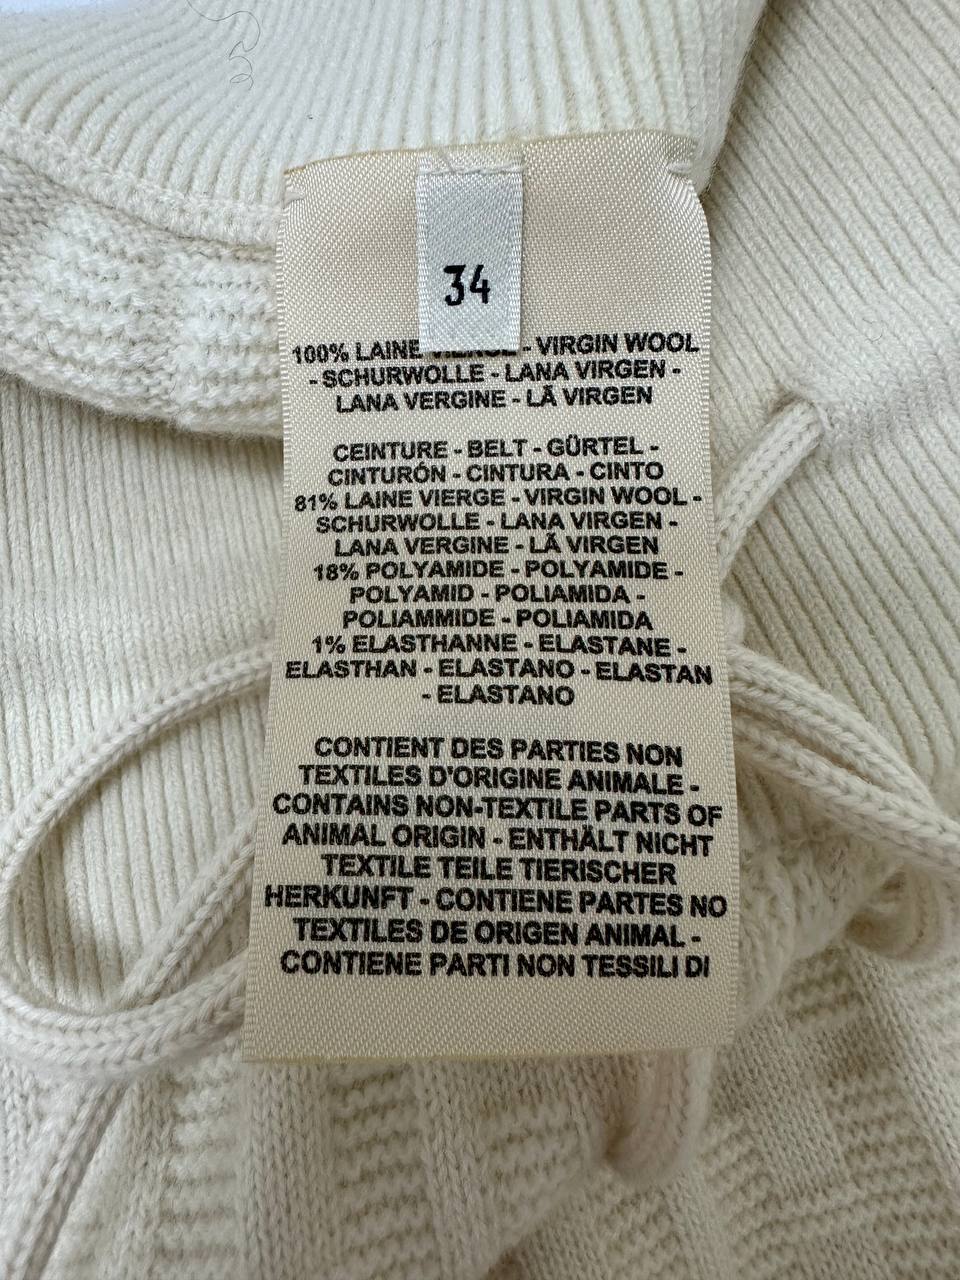 34
100% LAINE VIERGE - VIRGIN WOOL
- SCHURWOLLE - LANA VIRGEN -
LANA VERGINE - LÃ VIRGEN
CEINTURE - BELT - GÜRTEL -
CINTURÓN - CINTURA - CINTO
81% LAINE VIERGE - VIRGIN WOOL -
SCHURWOLLE - LANA VIRGEN -
LANA VERGINE - LÃ VIRGEN
18% POLYAMIDE - POLYAMIDE -
POLYAMID - POLIAMIDA -
POLIAMMIDE - POLIAMIDA
1% ELASTHANNE - ELASTANE -
ELASTHAN - ELASTANO - ELASTAN
- ELASTANO
CONTIENT DES PARTIES NON
TEXTILES D'ORIGINE ANIMALE -
CONTAINS NON-TEXTILE PARTS OF
ANIMAL ORIGIN - ENTHÄLT NICHT
TEXTILE TEILE TIERISCHER
HERKUNFT - CONTIENE PARTES NO
TEXTILES DE ORIGEN ANIMAL -
CONTIENE PARTI NON TESSILI DI